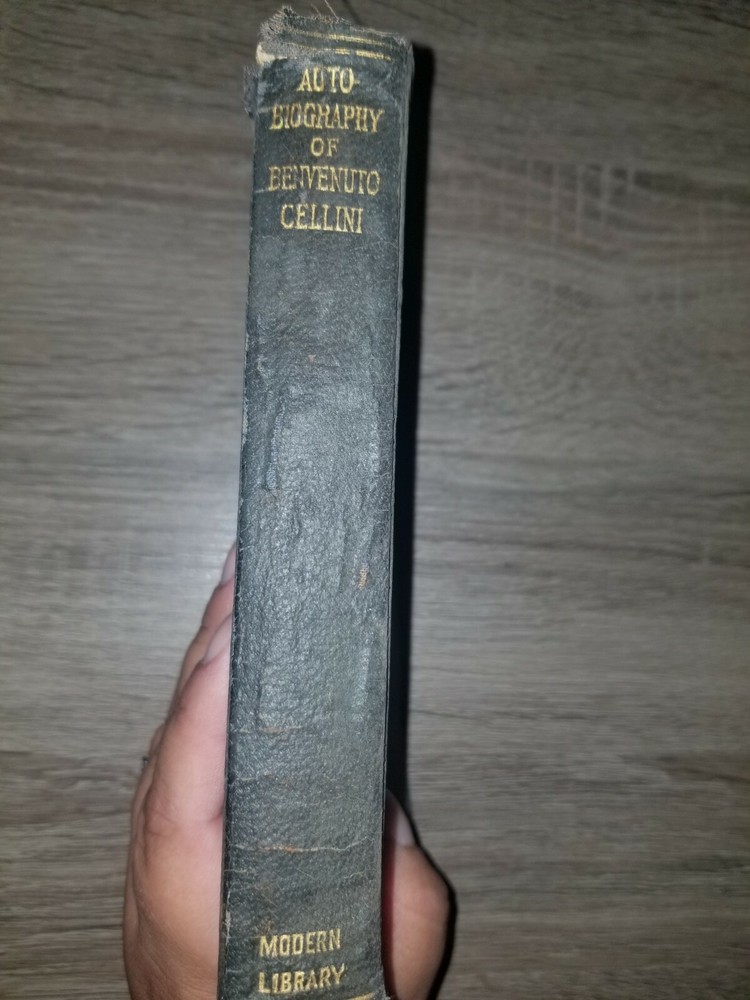 AUTO
BIOGRAPHY
OF
BENVENUTO
CELLINI
MODERN
LIBRARY